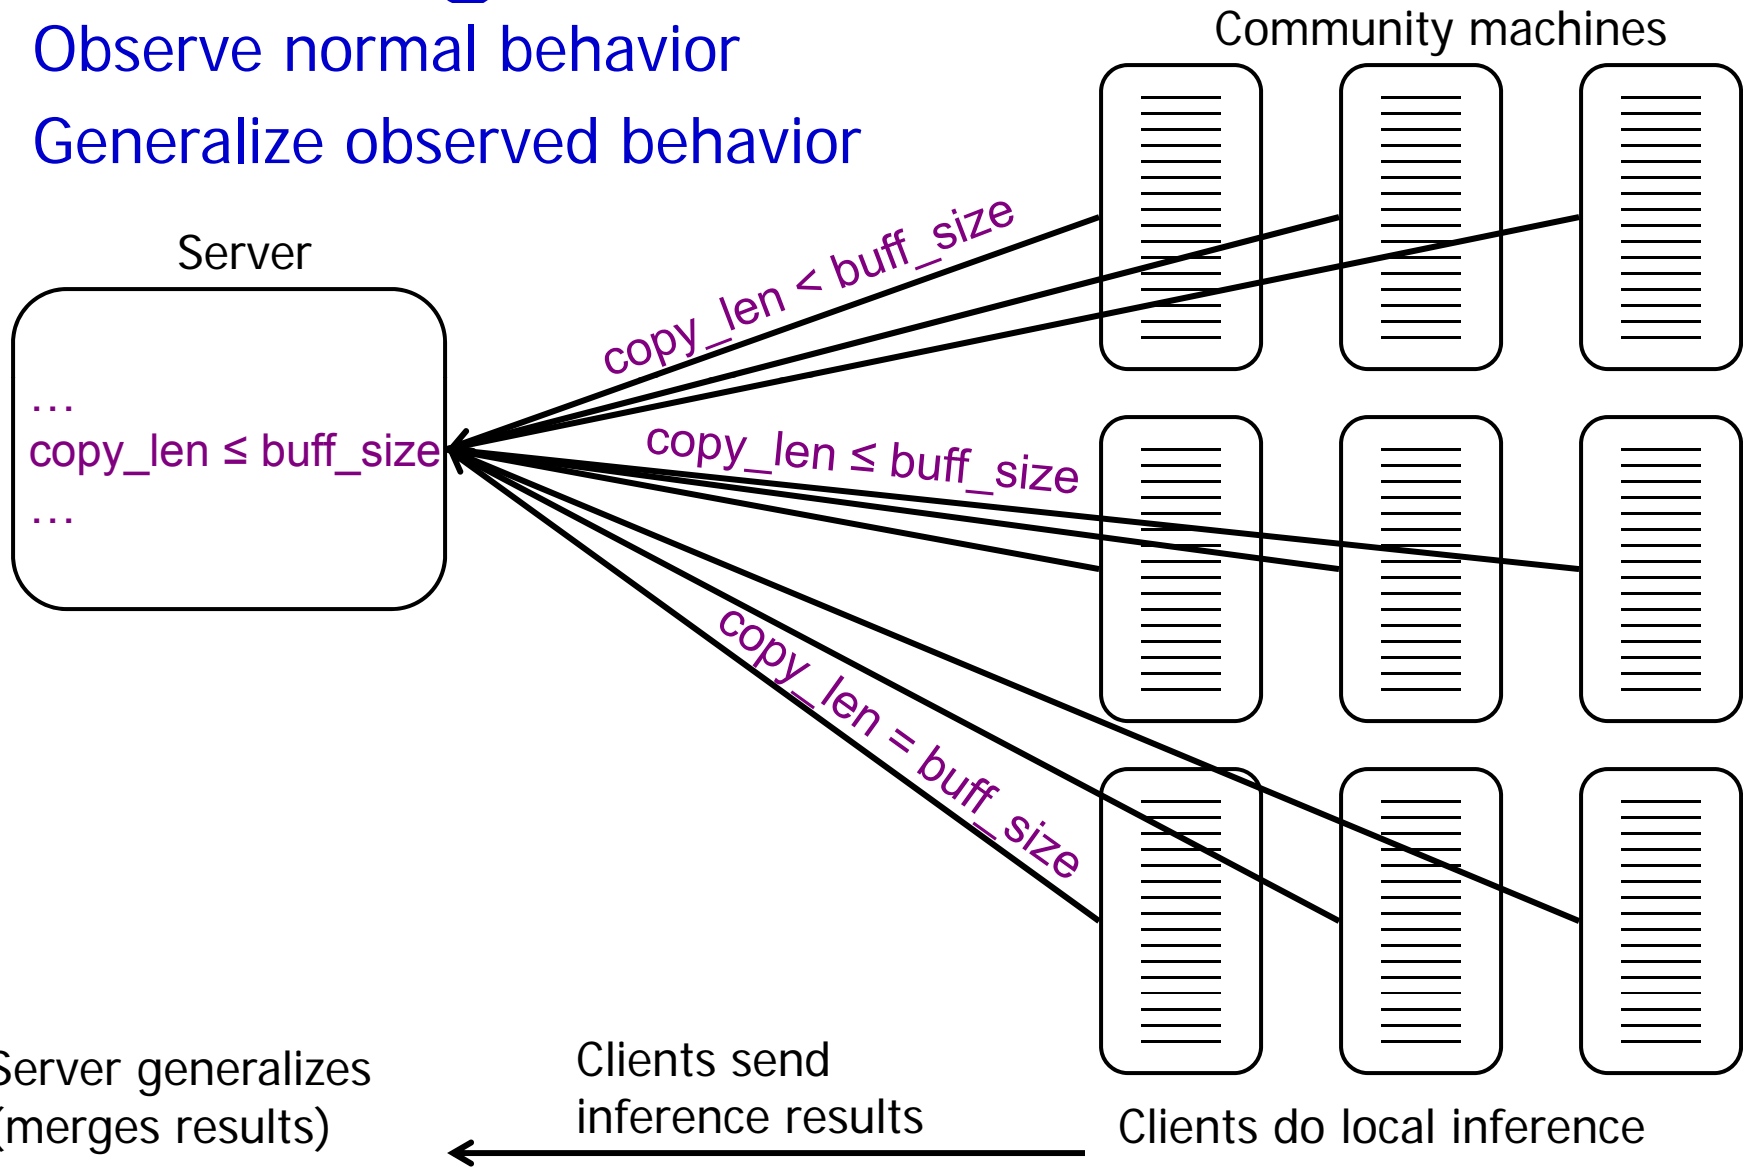 Observe normal behavior
Generalize observed behavior
Community machines
Server
copy_len < buff_size
…
copy_len ≤ buff_size
…
copy_len ≤ buff_size
copy_len = buff_size
Server generalizes
(merges results)
Clients send
inference results
Clients do local inference